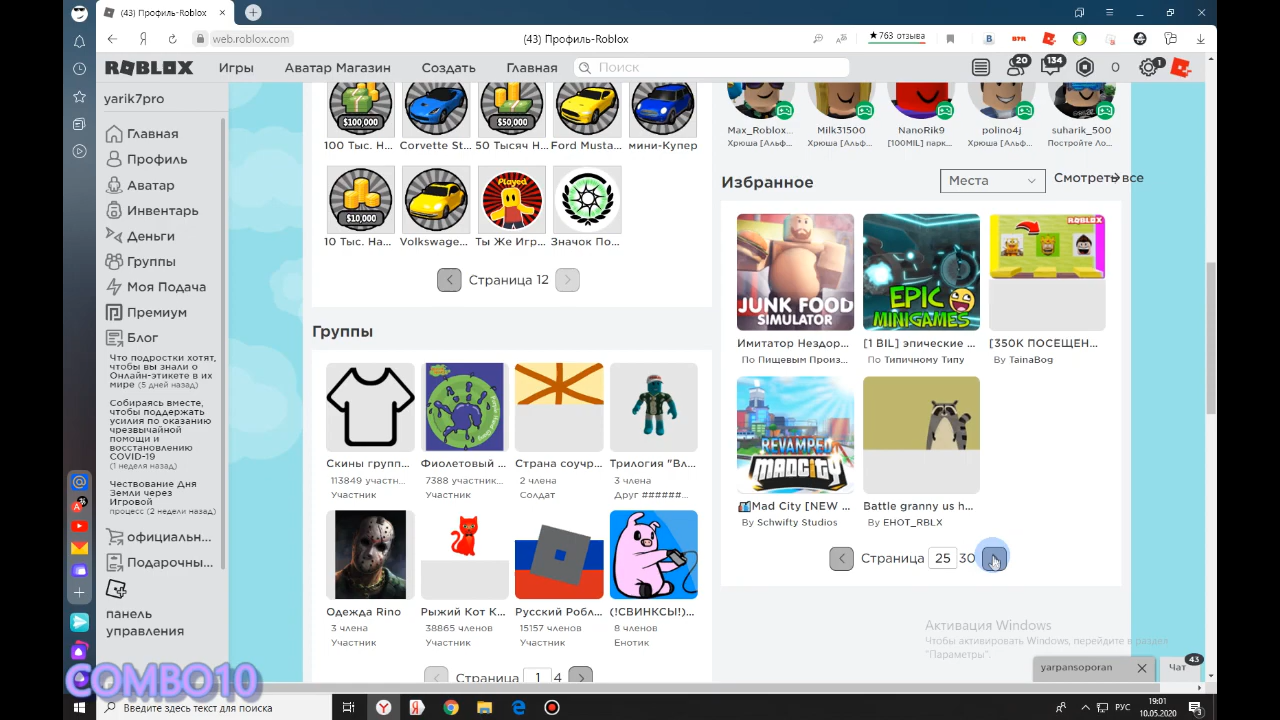 (43) Профиль-Roblox
web.roblox.com
(43) Профиль-Roblox
★763 отзыва
ROBLOX
Игры
Аватар Магазин
Создать
Главная
Поиск
20
134
0
1
yarik7pro
Главная
Профиль
Аватар
Инвентарь
Деньги
Группы
Моя Подача
Премиум
Блог
Что подростки хотят,
чтобы вы знали о
Онлайн-этикете в их
мире (5 дней назад)
Собираясь вместе,
чтобы поддержать
усилия по оказанию
чрезвычайной
помощи и
восстановлению
COVID-19
(1 неделя назад)
Чествование Дня
Земли через
Игровой
процесс (2 недели назад)
официальн...
Подарочны...
панель
управления
$100,000
$50,000
100 Тыс. Н...
Corvette St...
50 Тысяч Н...
Ford Musta...
мини-Купер
$10,000
Played
10 Тыс. На...
Volkswage...
Ты Же Игр...
Значок По...
Страница 12
Группы
Скины групп...
Фиолетовый ...
Страна соучр...
Трилогия "Вл...
113849 участн...
7388 участник...
2 члена
3 члена
Участник
Участник
Солдат
Друг ######...
Одежда Rino
Рыжий Кот К...
Русский Робл...
(!СВИНКСЫ!)...
3 члена
38865 членов
15157 членов
8 членов
Участник
Участник
Участник
Енотик
Страница 1 4
Max_Roblox...
Milk31500
NanoRik9
polino4j
suharik_500
Хрюша [Альф...
Хрюша [Альф...
[100MIL] парк...
Хрюша [Альф...
Постройте Ло...
Избранное
Места
Смотреть все
JUNK FOOD
SIMULATOR
EPIC
MINIGAMES
ROBLOX
Имитатор Нездор...
[1 BIL] эпические ...
[350K ПОСЕЩЕН...
По Пищевым Произ...
По Типичному Типу
By TainaBog
REVAMPED
MADCITY
Mad City [NEW ...
Battle granny us h...
By Schwifty Studios
By EHOT_RBLX
Страница 25 30
Активация Windows
Чтобы активировать Windows, перейдите в раздел
"Параметры".
yarpansoporan
Чат
43
COMBO10
Введите здесь текст для поиска
РУС
19:01
10.05.2020